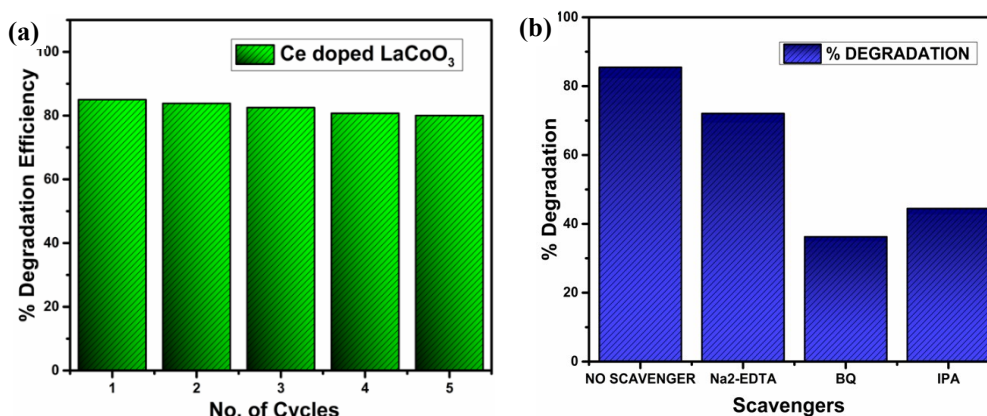 (a)
Ce doped LaCoO₃
% Degradation Efficiency
100
80
60
40
20
0
1 2 3 4 5
No. of Cycles
(b)
% DEGRADATION
% Degradation
100
80
60
40
20
0
NO SCAVENGER Na2-EDTA BQ IPA
Scavengers